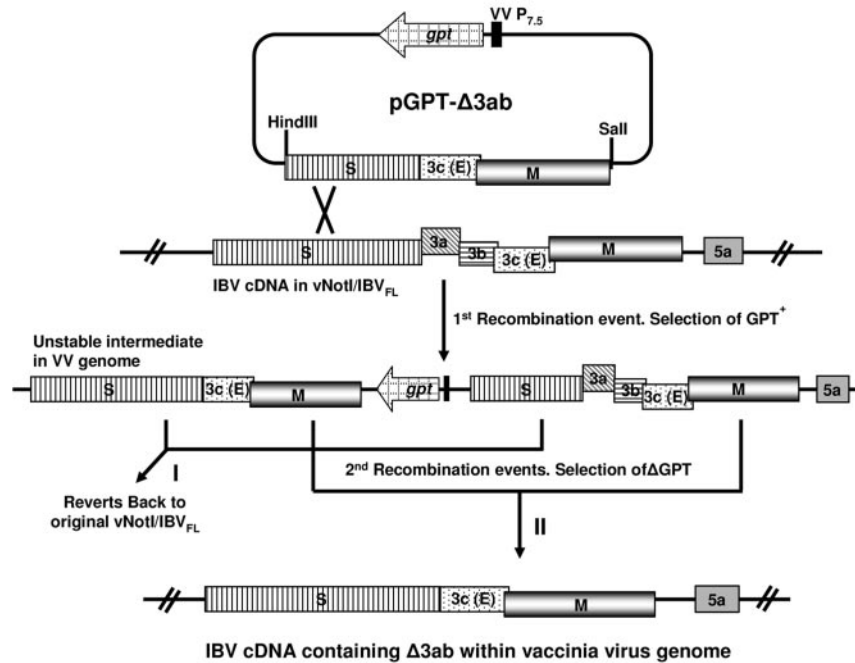 VV P7.5
gpt
pGPT-Δ3ab
HindIII
SalI
S
3c (E)
M
3a
S
3b
3c (E)
M
5a
IBV cDNA in vNotI/IBVFL
1st Recombination event. Selection of GPT+
Unstable intermediate
in VV genome
S
3c (E)
M
gpt
S
3a
3b
3c (E)
M
5a
I
2nd Recombination events. Selection ofΔGPT
Reverts Back to
original vNotI/IBVFL
II
S
3c (E)
M
5a
IBV cDNA containing Δ3ab within vaccinia virus genome